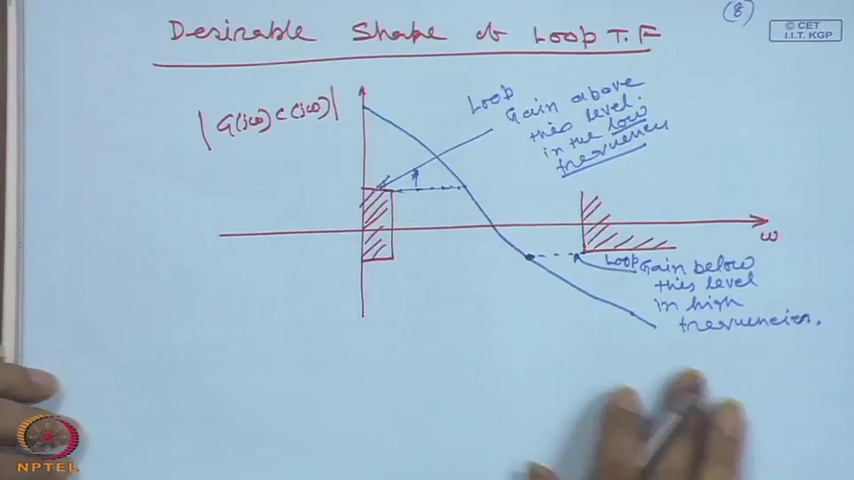 (8)
© CET
I.I.T. KGP
Desirable Shape of Loop T.F
| G(jω) C(jω) |
Loop
Gain above
this level
in the low
frequencies
ω
Loop Gain below
this level
in high
frequencies.
NPTEL